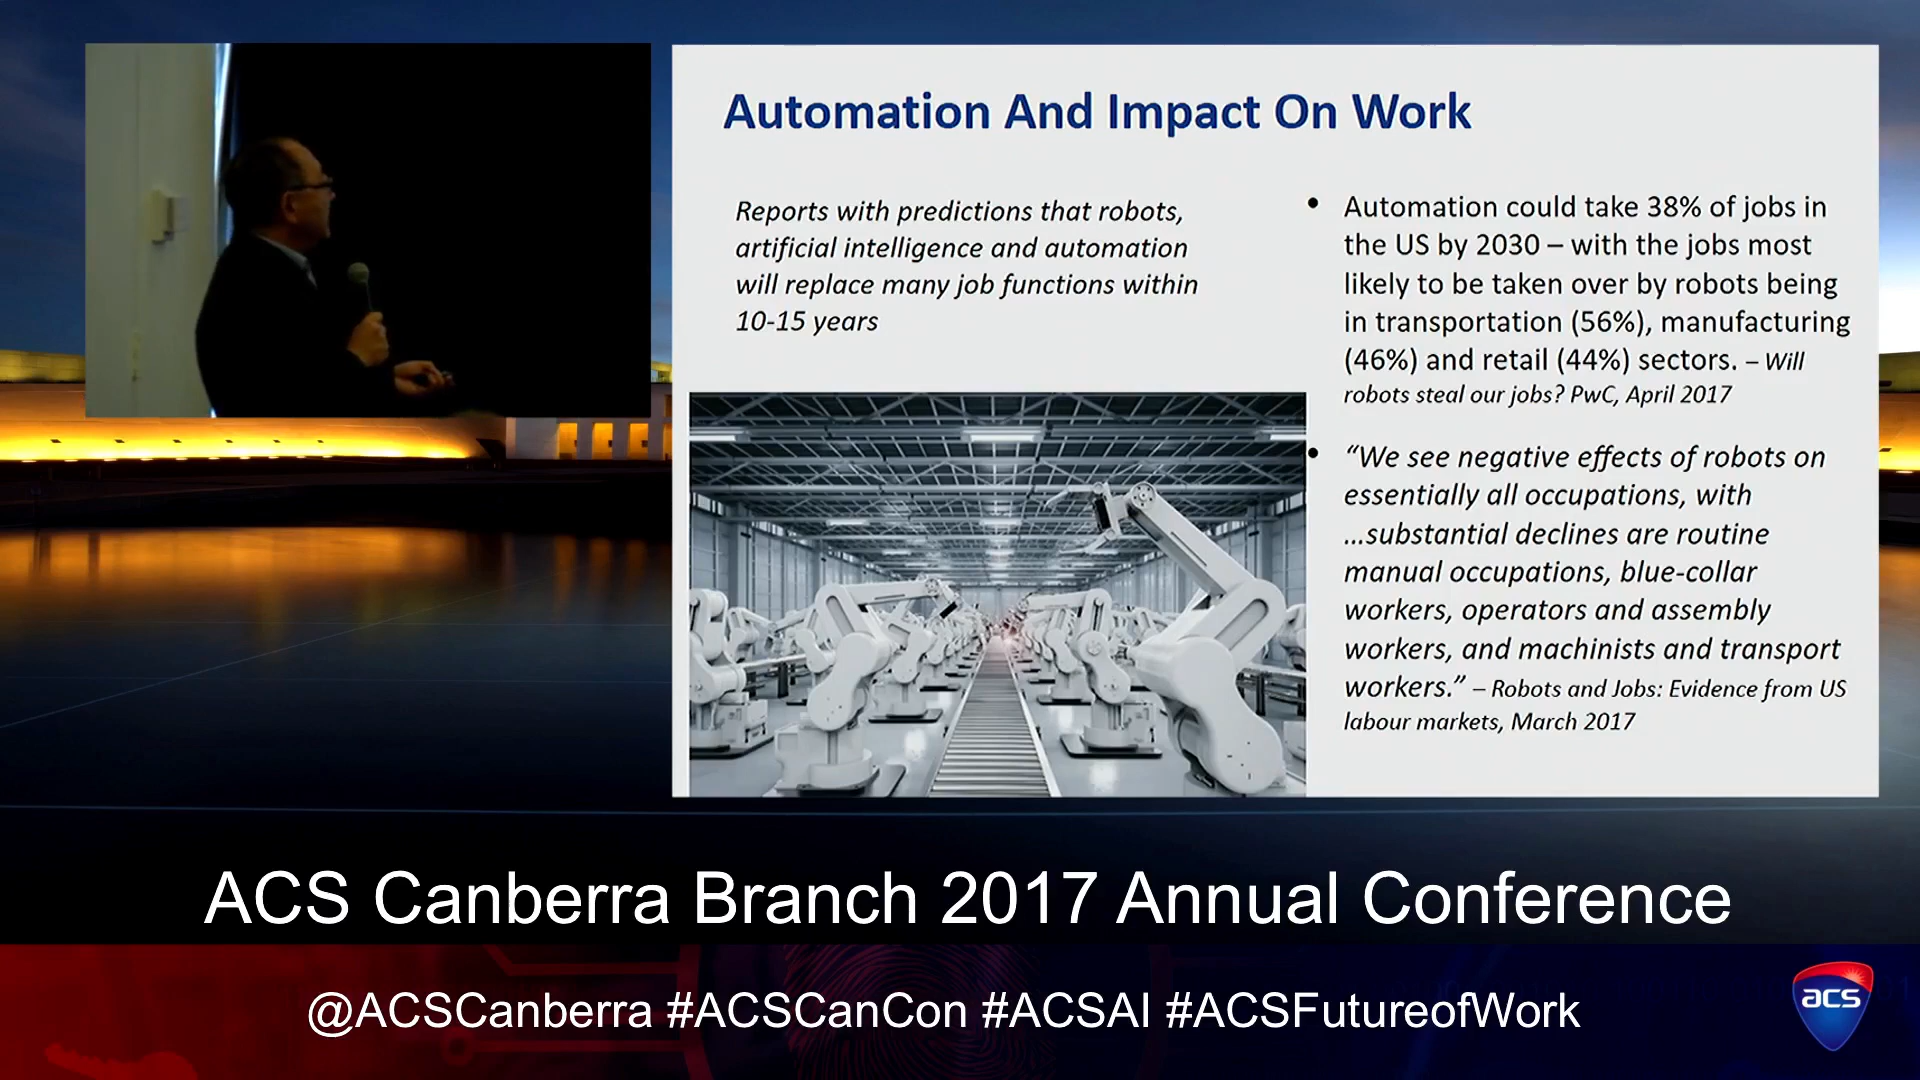 Automation And Impact On Work
Reports with predictions that robots,
artificial intelligence and automation
will replace many job functions within
10-15 years
• Automation could take 38% of jobs in
the US by 2030 – with the jobs most
likely to be taken over by robots being
in transportation (56%), manufacturing
(46%) and retail (44%) sectors. – Will
robots steal our jobs? PwC, April 2017
• “We see negative effects of robots on
essentially all occupations, with
...substantial declines are routine
manual occupations, blue-collar
workers, operators and assembly
workers, and machinists and transport
workers.” – Robots and Jobs: Evidence from US
labour markets, March 2017
ACS Canberra Branch 2017 Annual Conference
@ACSCanberra #ACSCanCon #ACSAI #ACSFutureofWork
acs